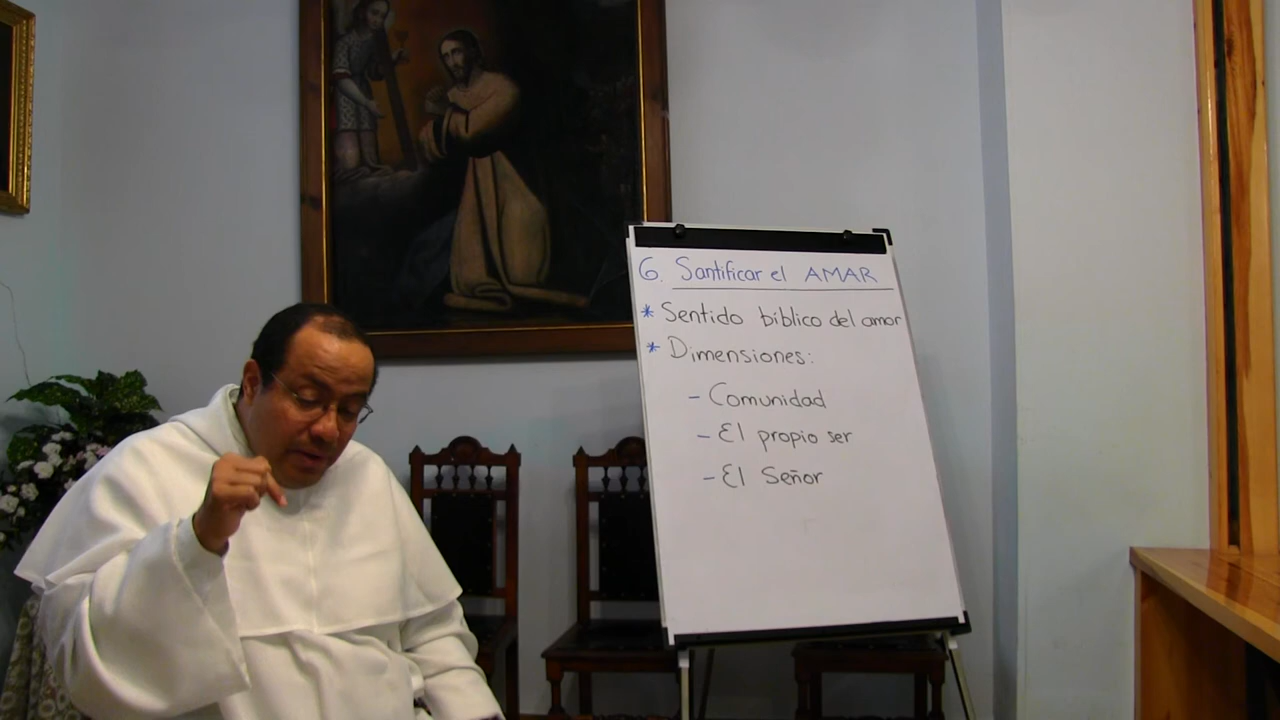 6. Santificar el AMAR
* Sentido bíblico del amor
* Dimensiones:
- Comunidad
- El propio ser
- El Señor